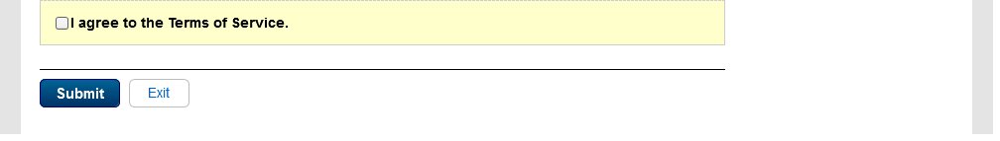 I agree to the Terms of Service.
Submit Exit